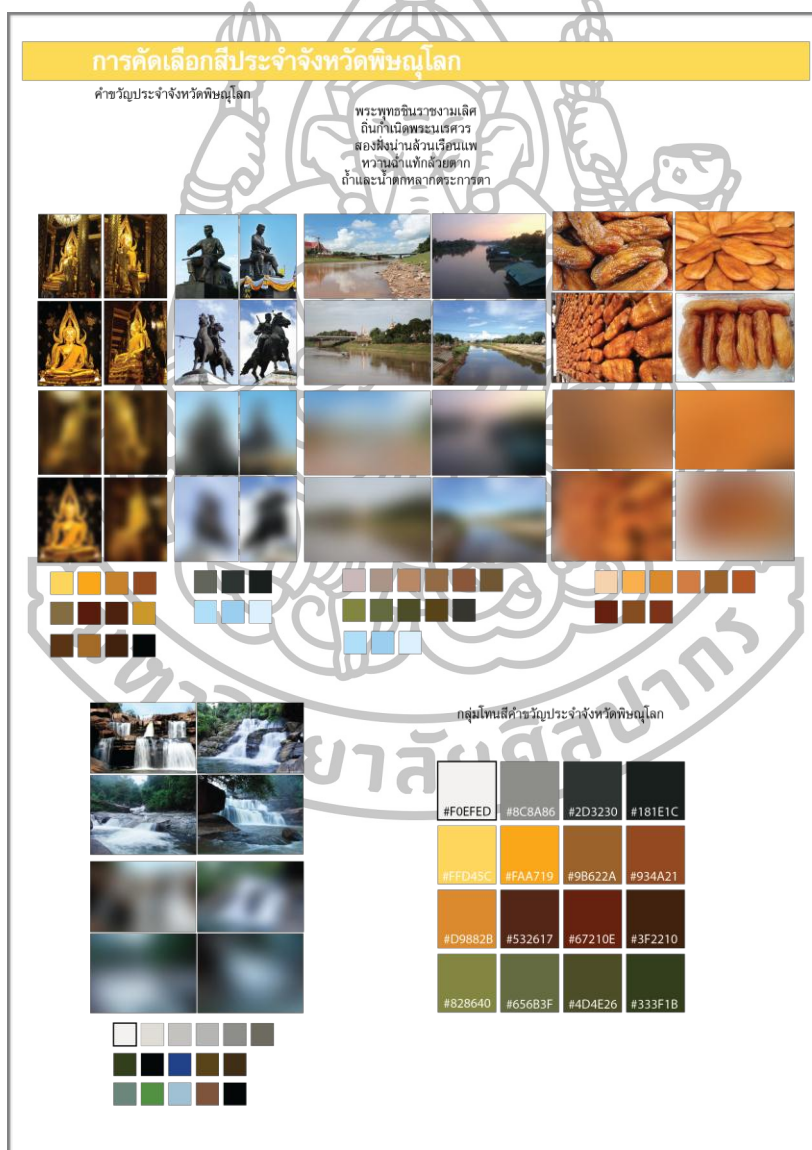 การคัดเลือกสีประจำจังหวัดพิษณุโลก
คำขวัญประจำจังหวัดพิษณุโลก
พระพุทธชินราชงามเลิศ
ถิ่นกำเนิดพระนเรศวร
สองฝั่งน่านล้วนเรือนแพ
หวานฉ่ำแท้กล้วยตาก
ถ้ำและน้ำตกหลากตระการตา
กลุ่มโทนสีคำขวัญประจำจังหวัดพิษณุโลก
#F0EFED #8C8A86 #2D3230 #181E1C
#FFD45C #FAA719 #9B622A #934A21
#D9882B #532617 #67210E #3F2210
#828640 #656B3F #4D4E26 #333F1B